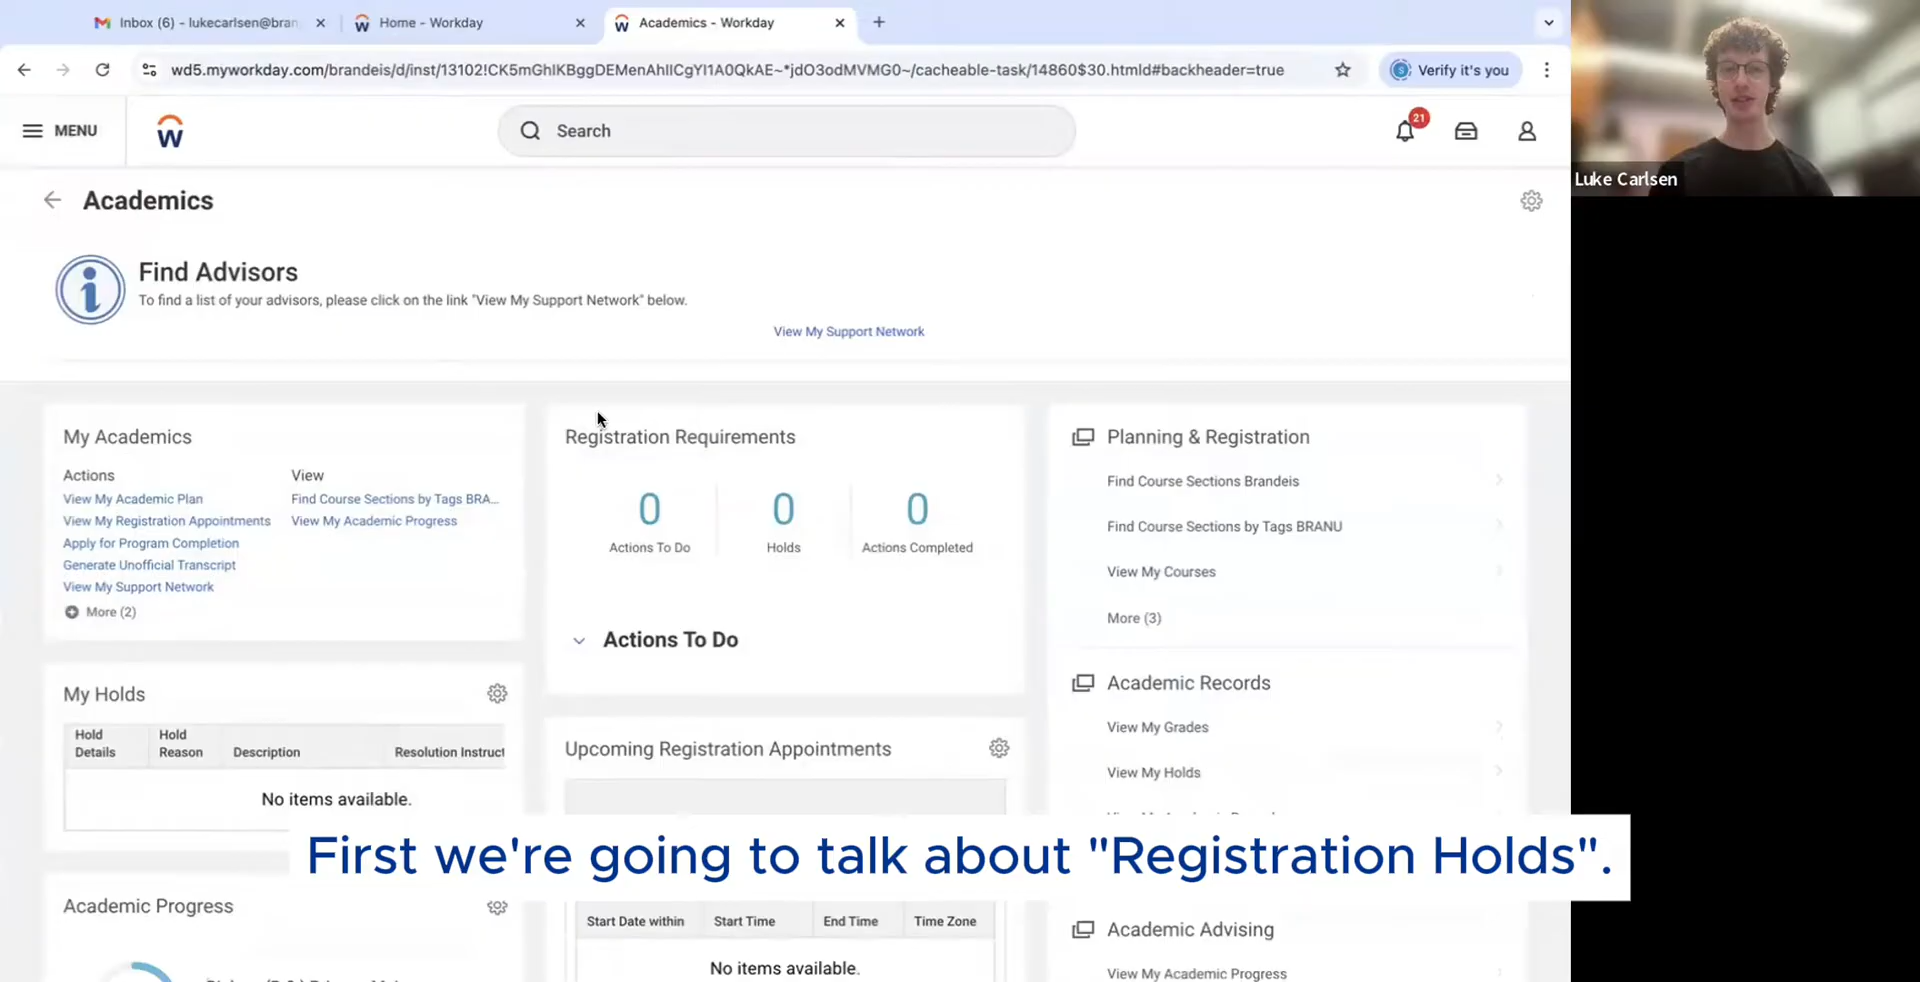 Inbox (6) - lukecarlsen@bran
Home - Workday
Academics - Workday
wd5.myworkday.com/brandeis/d/inst/13102!CK5mGhIKBggDEMenAhIICgYI1A0QkAE~*jdO3odMVMG0~/cacheable-task/14860$30.htmld#backheader=true
Verify it's you
MENU
Search
21
Luke Carlsen
Academics
Find Advisors
To find a list of your advisors, please click on the link "View My Support Network" below.
View My Support Network
My Academics
Actions
View My Academic Plan
View My Registration Appointments
Apply for Program Completion
Generate Unofficial Transcript
View My Support Network
More (2)
View
Find Course Sections by Tags BRA...
View My Academic Progress
My Holds
Hold Details
Hold Reason
Description
Resolution Instruct
No items available.
Academic Progress
Registration Requirements
0
Actions To Do
0
Holds
0
Actions Completed
Actions To Do
Upcoming Registration Appointments
Start Date within
Start Time
End Time
Time Zone
No items available.
Planning & Registration
Find Course Sections Brandeis
Find Course Sections by Tags BRANU
View My Courses
More (3)
Academic Records
View My Grades
View My Holds
Academic Advising
View My Academic Progress
First we're going to talk about "Registration Holds".